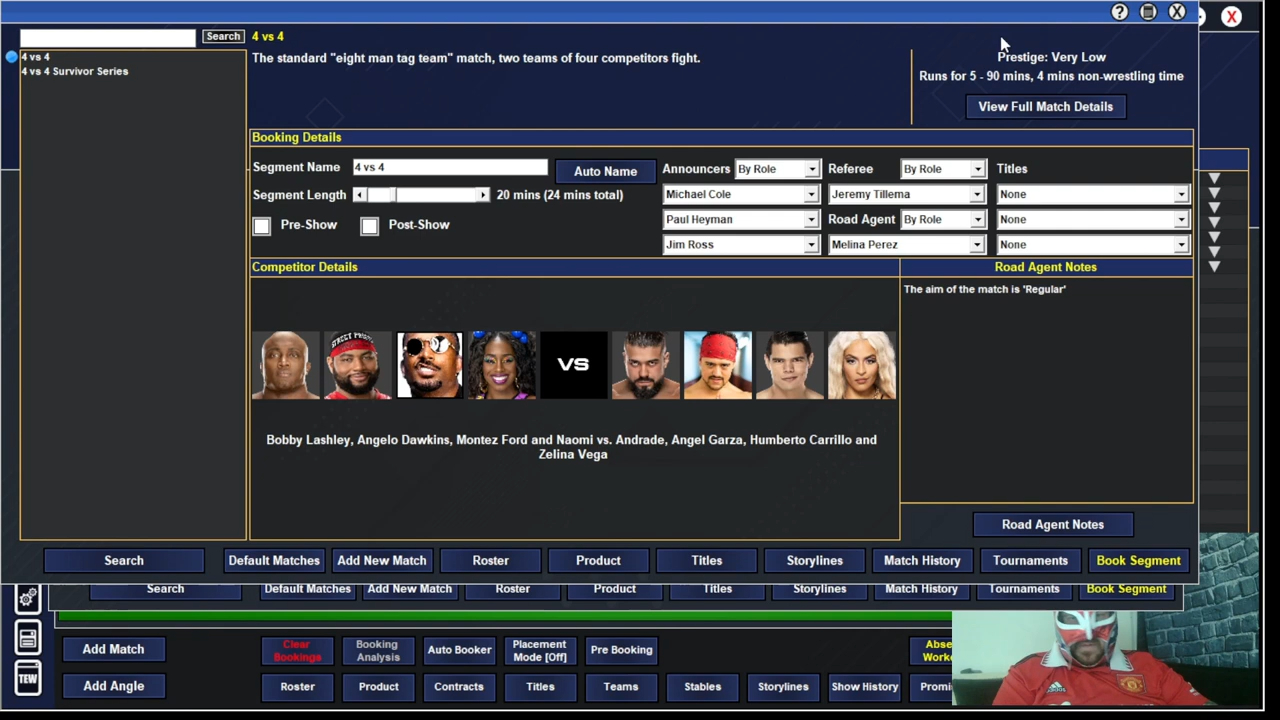 ?
X
X
Search
4 vs 4
4 vs 4
4 vs 4 Survivor Series
The standard "eight man tag team" match, two teams of four competitors fight.
Prestige: Very Low
Runs for 5 - 90 mins, 4 mins non-wrestling time
View Full Match Details
Booking Details
Segment Name
4 vs 4
Auto Name
Announcers
By Role
Referee
By Role
Titles
Segment Length
20 mins (24 mins total)
Michael Cole
Jeremy Tillema
None
Pre-Show
Post-Show
Paul Heyman
Road Agent
By Role
None
Jim Ross
Melina Perez
None
Competitor Details
Road Agent Notes
The aim of the match is 'Regular'
VS
Bobby Lashley, Angelo Dawkins, Montez Ford and Naomi vs. Andrade, Angel Garza, Humberto Carrillo and
Zelina Vega
Road Agent Notes
Search
Default Matches
Add New Match
Roster
Product
Titles
Storylines
Match History
Tournaments
Book Segment
Search
Default Matches
Add New Match
Roster
Product
Titles
Storylines
Match History
Tournaments
Book Segment
Add Match
Clear
Bookings
Booking
Analysis
Auto Booker
Placement
Mode [Off]
Pre Booking
TEW
Add Angle
Roster
Product
Contracts
Titles
Teams
Stables
Storylines
Show History
adidas